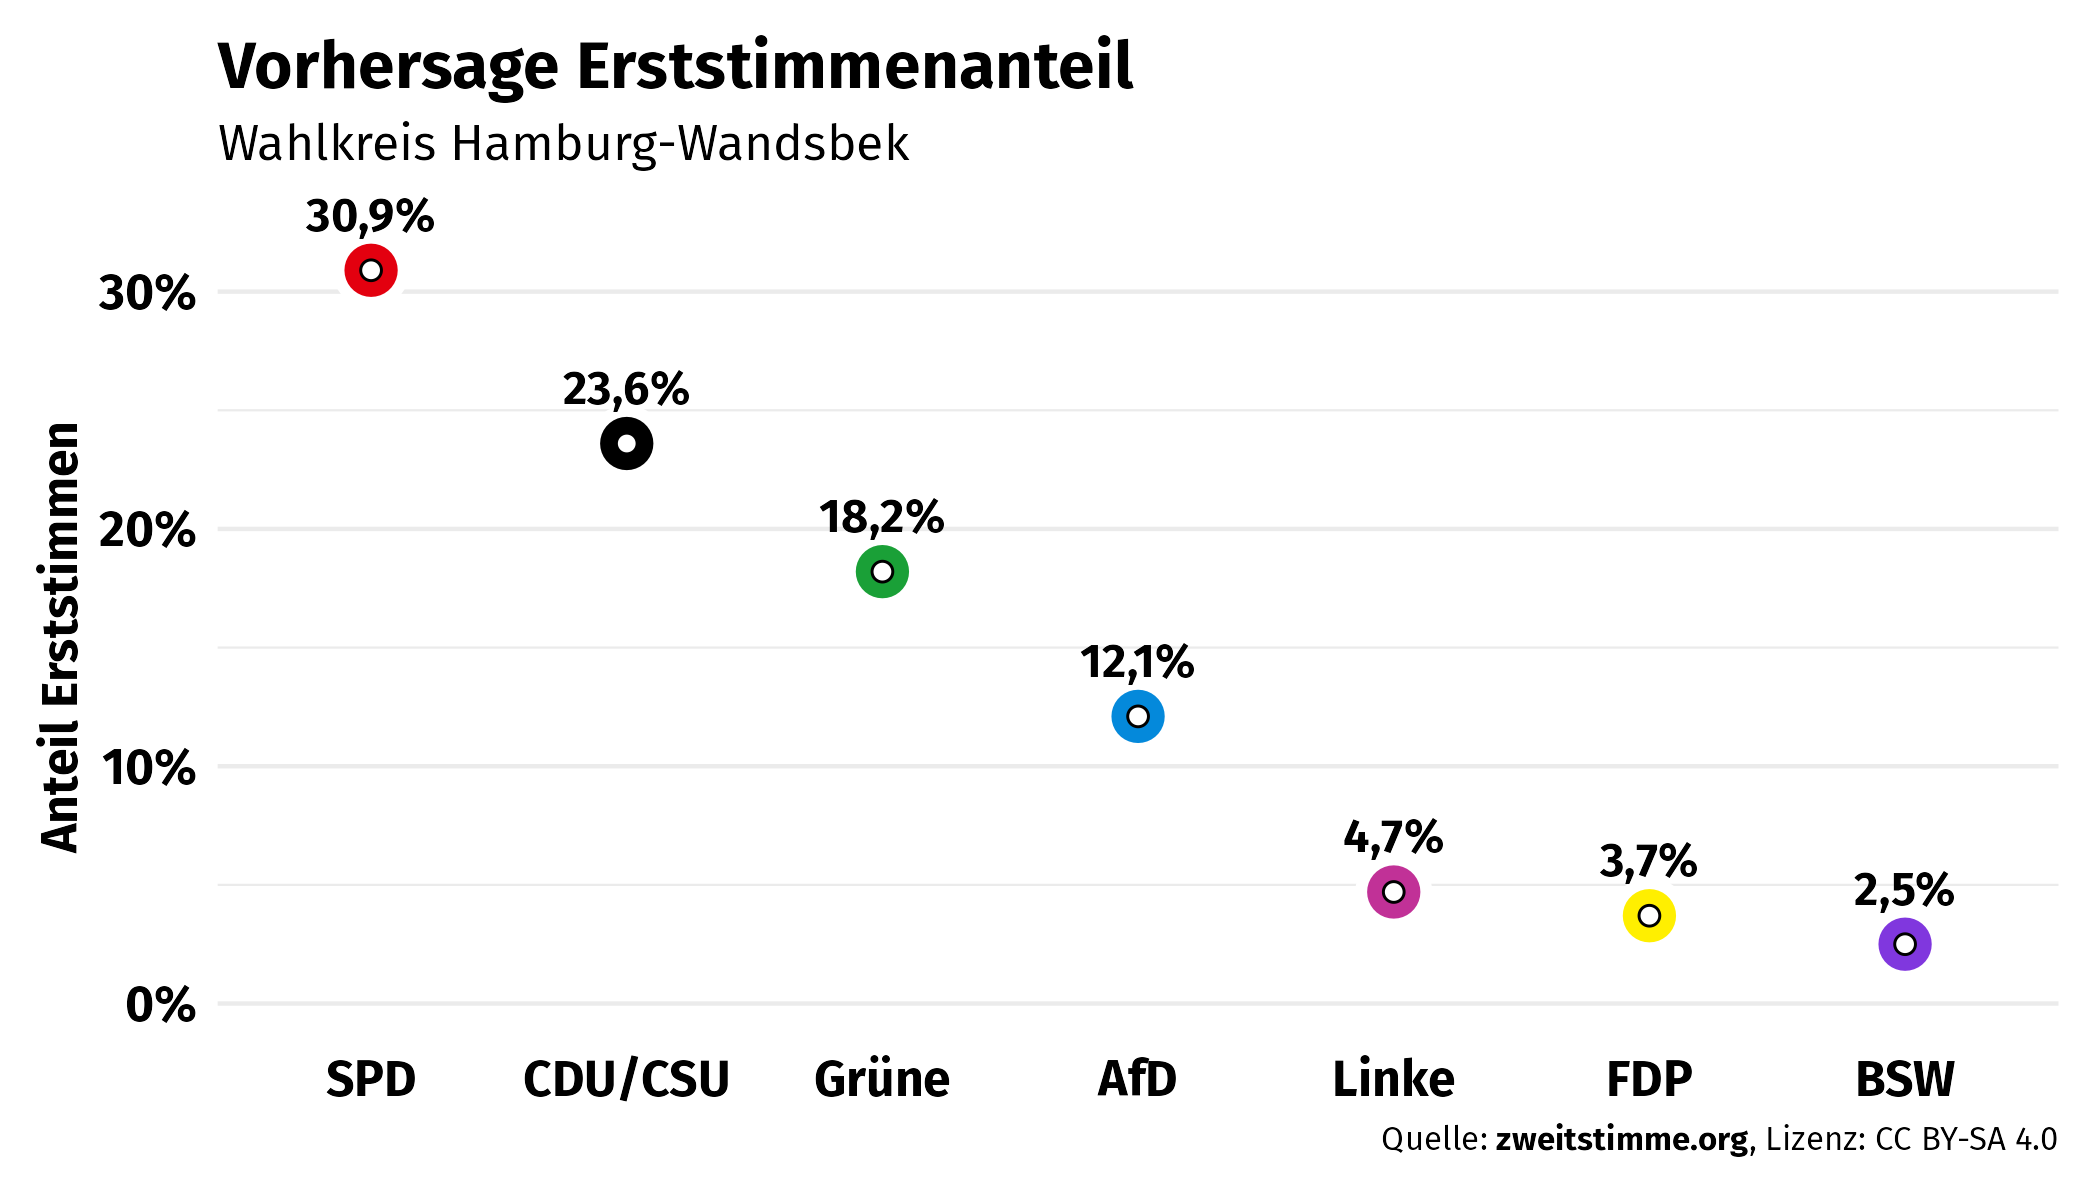 Vorhersage Erststimmenanteil
Wahlkreis Hamburg-Wandsbek
Anteil Erststimmen
30%
20%
10%
0%
30,9%
23,6%
18,2%
12,1%
4,7%
3,7%
2,5%
SPD
CDU/CSU
Grüne
AfD
Linke
FDP
BSW
Quelle: zweitstimme.org, Lizenz: CC BY-SA 4.0